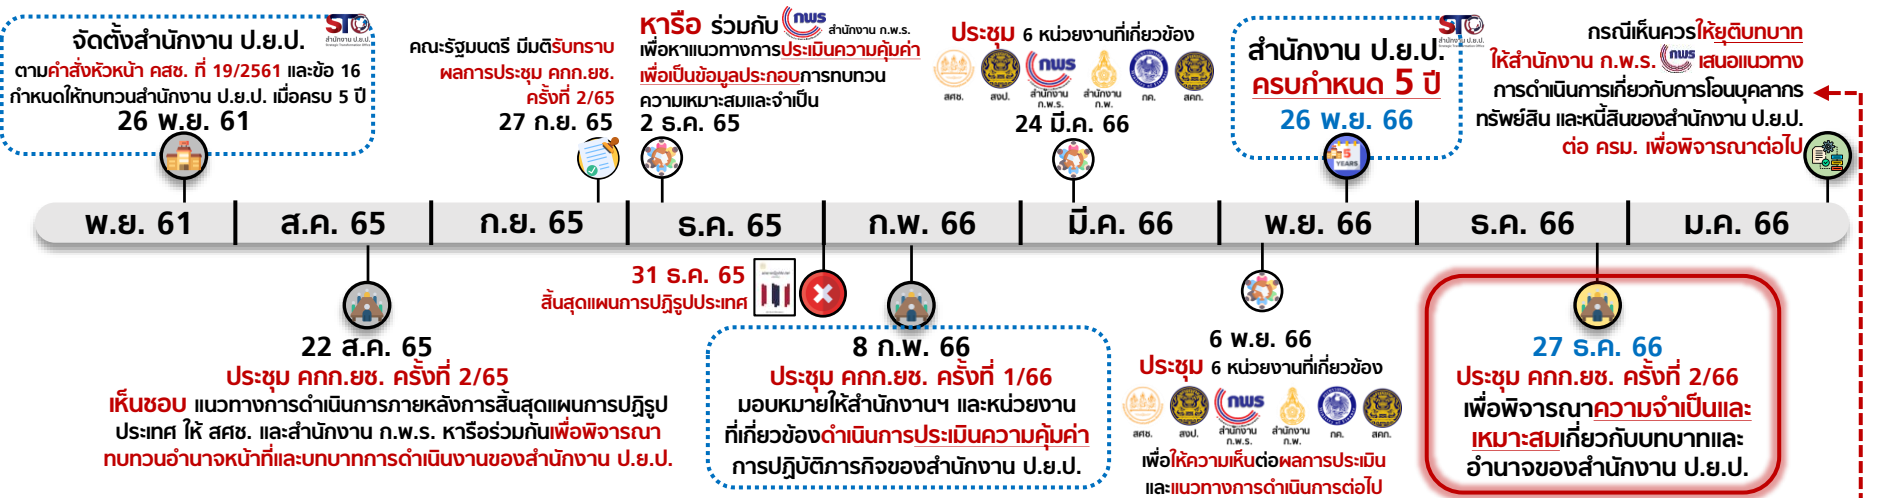 จัดตั้งสำนักงาน ป.ย.ป.
ตามคำสั่งหัวหน้า คสช. ที่ 19/2561 และข้อ 16
กำหนดให้ทบทวนสำนักงาน ป.ย.ป. เมื่อครบ 5 ปี
26 พ.ย. 61
STO
สำนักงาน ป.ย.ป.
คณะรัฐมนตรี มีมติรับทราบ
ผลการประชุม คกก.ยช.
ครั้งที่ 2/65
27 ก.ย. 65
หารือ ร่วมกับ กพร สำนักงาน ก.พ.ร.
เพื่อหาแนวทางการประเมินความคุ้มค่า
เพื่อเป็นข้อมูลประกอบการทบทวน
ความเหมาะสมและจำเป็น
2 ธ.ค. 65
ประชุม 6 หน่วยงานที่เกี่ยวข้อง
กพร
สศช. สงป. สำนักงาน ก.พ.ร. สำนักงาน ก.พ. กค. สคก.
24 มี.ค. 66
STO
สำนักงาน ป.ย.ป.
สำนักงาน ป.ย.ป.
ครบกำหนด 5 ปี
26 พ.ย. 66
5
YEARS
กรณีเห็นควรให้ยุติบทบาท
ให้สำนักงาน ก.พ.ร. กพร เสนอแนวทาง
การดำเนินการเกี่ยวกับการโอนบุคลากร
ทรัพย์สิน และหนี้สินของสำนักงาน ป.ย.ป.
ต่อ ครม. เพื่อพิจารณาต่อไป
พ.ย. 61
ส.ค. 65
ก.ย. 65
ธ.ค. 65
ก.พ. 66
มี.ค. 66
พ.ย. 66
ธ.ค. 66
ม.ค. 66
22 ส.ค. 65
ประชุม คกก.ยช. ครั้งที่ 2/65
เห็นชอบ แนวทางการดำเนินการภายหลังการสิ้นสุดแผนการปฏิรูป
ประเทศ ให้ สศช. และสำนักงาน ก.พ.ร. หารือร่วมกันเพื่อพิจารณา
ทบทวนอำนาจหน้าที่และบทบาทการดำเนินงานของสำนักงาน ป.ย.ป.
31 ธ.ค. 65
สิ้นสุดแผนการปฏิรูปประเทศ
8 ก.พ. 66
ประชุม คกก.ยช. ครั้งที่ 1/66
มอบหมายให้สำนักงานฯ และหน่วยงาน
ที่เกี่ยวข้องดำเนินการประเมินความคุ้มค่า
การปฏิบัติภารกิจของสำนักงาน ป.ย.ป.
6 พ.ย. 66
ประชุม 6 หน่วยงานที่เกี่ยวข้อง
กพร
สศช. สงป. สำนักงาน ก.พ.ร. สำนักงาน ก.พ. กค. สคก.
เพื่อให้ความเห็นต่อผลการประเมิน
และแนวทางการดำเนินการต่อไป
27 ธ.ค. 66
ประชุม คกก.ยช. ครั้งที่ 2/66
เพื่อพิจารณาความจำเป็นและ
เหมาะสมเกี่ยวกับบทบาทและ
อำนาจของสำนักงาน ป.ย.ป.